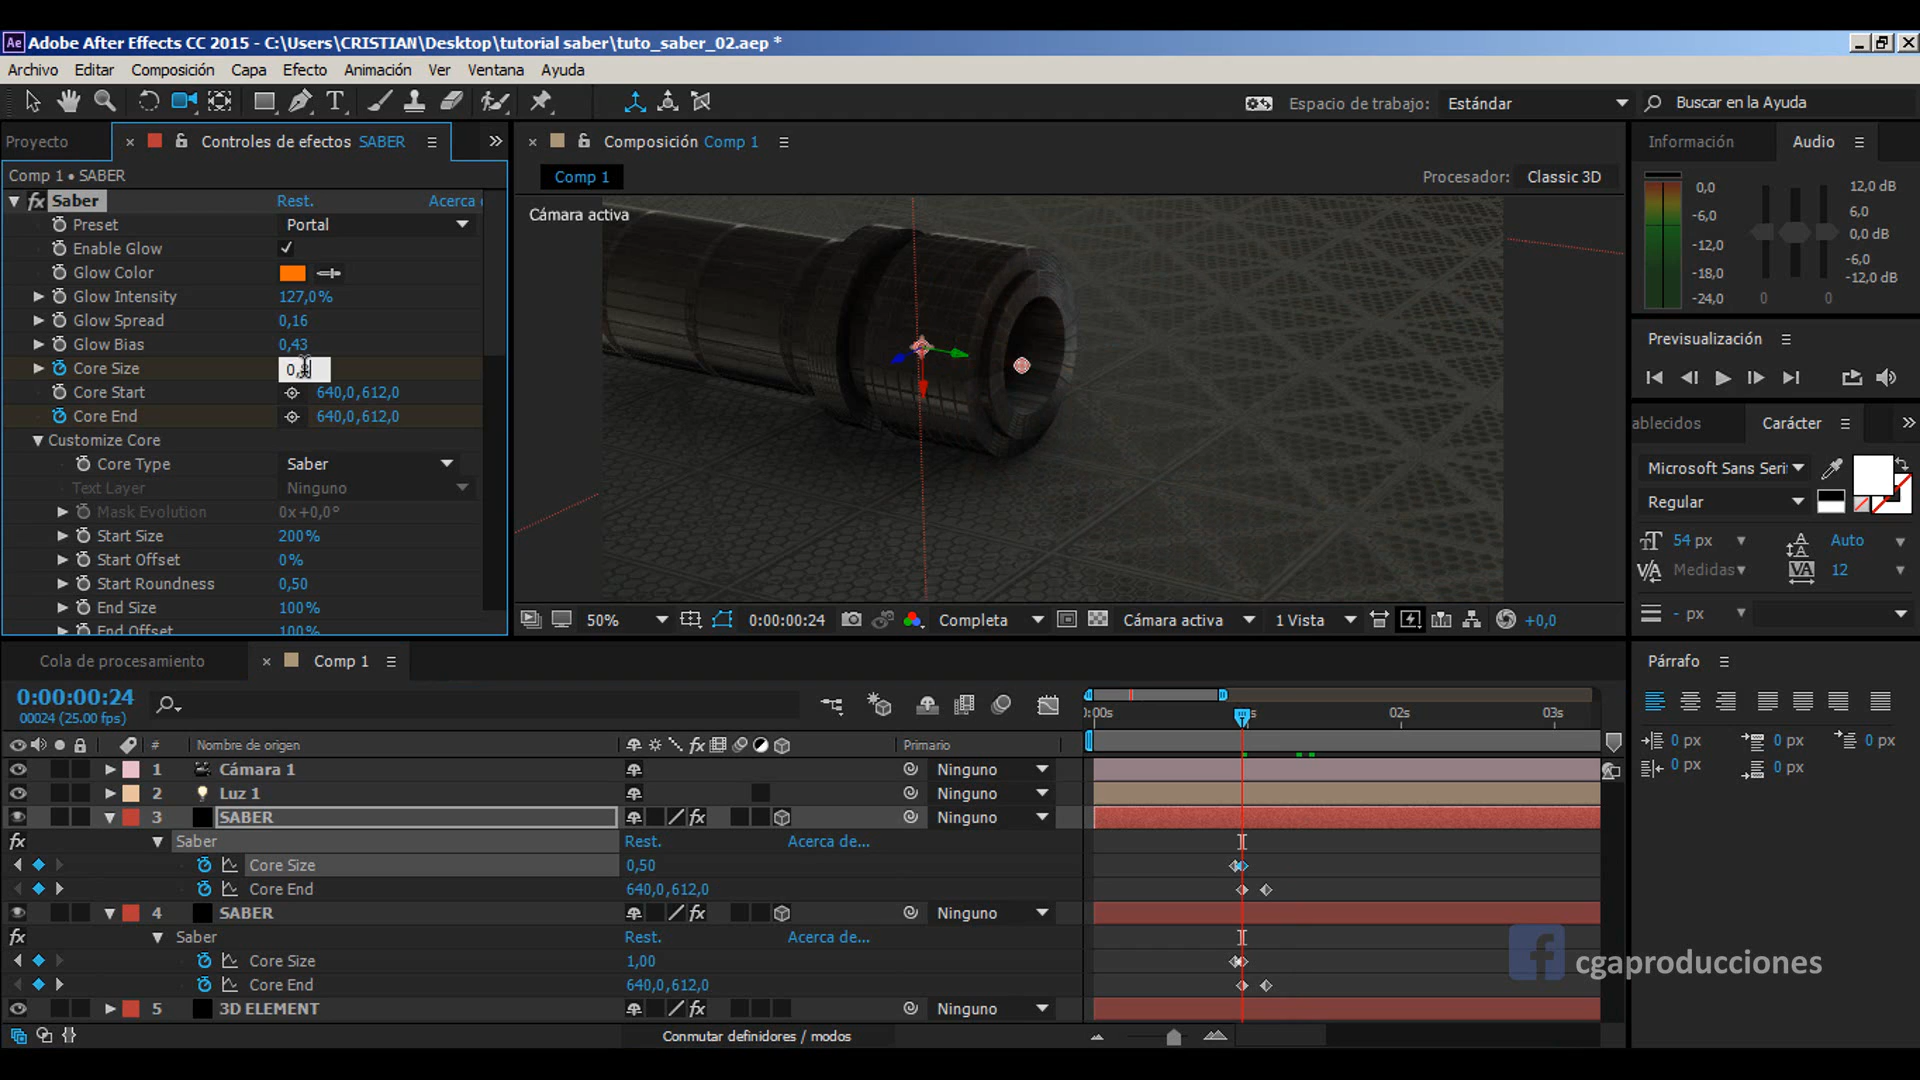 Adobe After Effects CC 2015 - C:\Users\CRISTIAN\Desktop\tutorial saber\tuto_saber_02.aep *
Archivo Editar Composición Capa Efecto Animación Ver Ventana Ayuda
Espacio de trabajo: Estándar Buscar en la Ayuda
Proyecto Controles de efectos SABER
Comp 1 • SABER
Saber Rest. Acerca
Preset Portal
Enable Glow
Glow Color
Glow Intensity 127,0%
Glow Spread 0,16
Glow Bias 0,43
Core Size 0,
Core Start 640,0,612,0
Core End 640,0,612,0
Customize Core
Core Type Saber
Text Layer Ninguno
Mask Evolution 0x+0,0°
Start Size 200%
Start Offset 0%
Start Roundness 0,50
End Size 100%
End Offset 100%
Composición Comp 1
Comp 1 Procesador: Classic 3D
Cámara activa
50% 0:00:00:24 Completa Cámara activa 1 Vista +0,0
Información Audio
0,0 12,0 dB
-6,0 6,0
-12,0 0,0 dB
-18,0 -6,0
-24,0 -12,0 dB
0 0
Previsualización
ablecidos Carácter
Microsoft Sans Seri
Regular
54 px Auto
Medidas 12
- px
Cola de procesamiento Comp 1
0:00:00:24
00024 (25.00 fps)
:00s s 02s 03s
# Nombre de origen Primario
1 Cámara 1 Ninguno
2 Luz 1 Ninguno
3 SABER Ninguno
Saber Rest. Acerca de...
Core Size 0,50
Core End 640,0,612,0
4 SABER Ninguno
Saber Rest. Acerca de...
Core Size 1,00
Core End 640,0,612,0
5 3D ELEMENT Ninguno
Conmutar definidores / modos
Párrafo
0 px 0 px 0 px
0 px 0 px
cgaproducciones